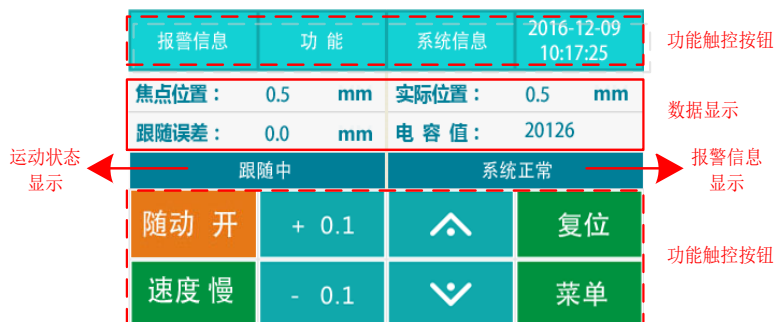 报警信息 功 能 系统信息 2016-12-09
10:17:25
功能触控按钮
焦点位置： 0.5 mm 实际位置： 0.5 mm
跟随误差： 0.0 mm 电 容 值： 20126
数据显示
运动状态
显示
跟随中 系统正常
报警信息
显示
随动 开 + 0.1 复位
速度 慢 - 0.1 菜单
功能触控按钮